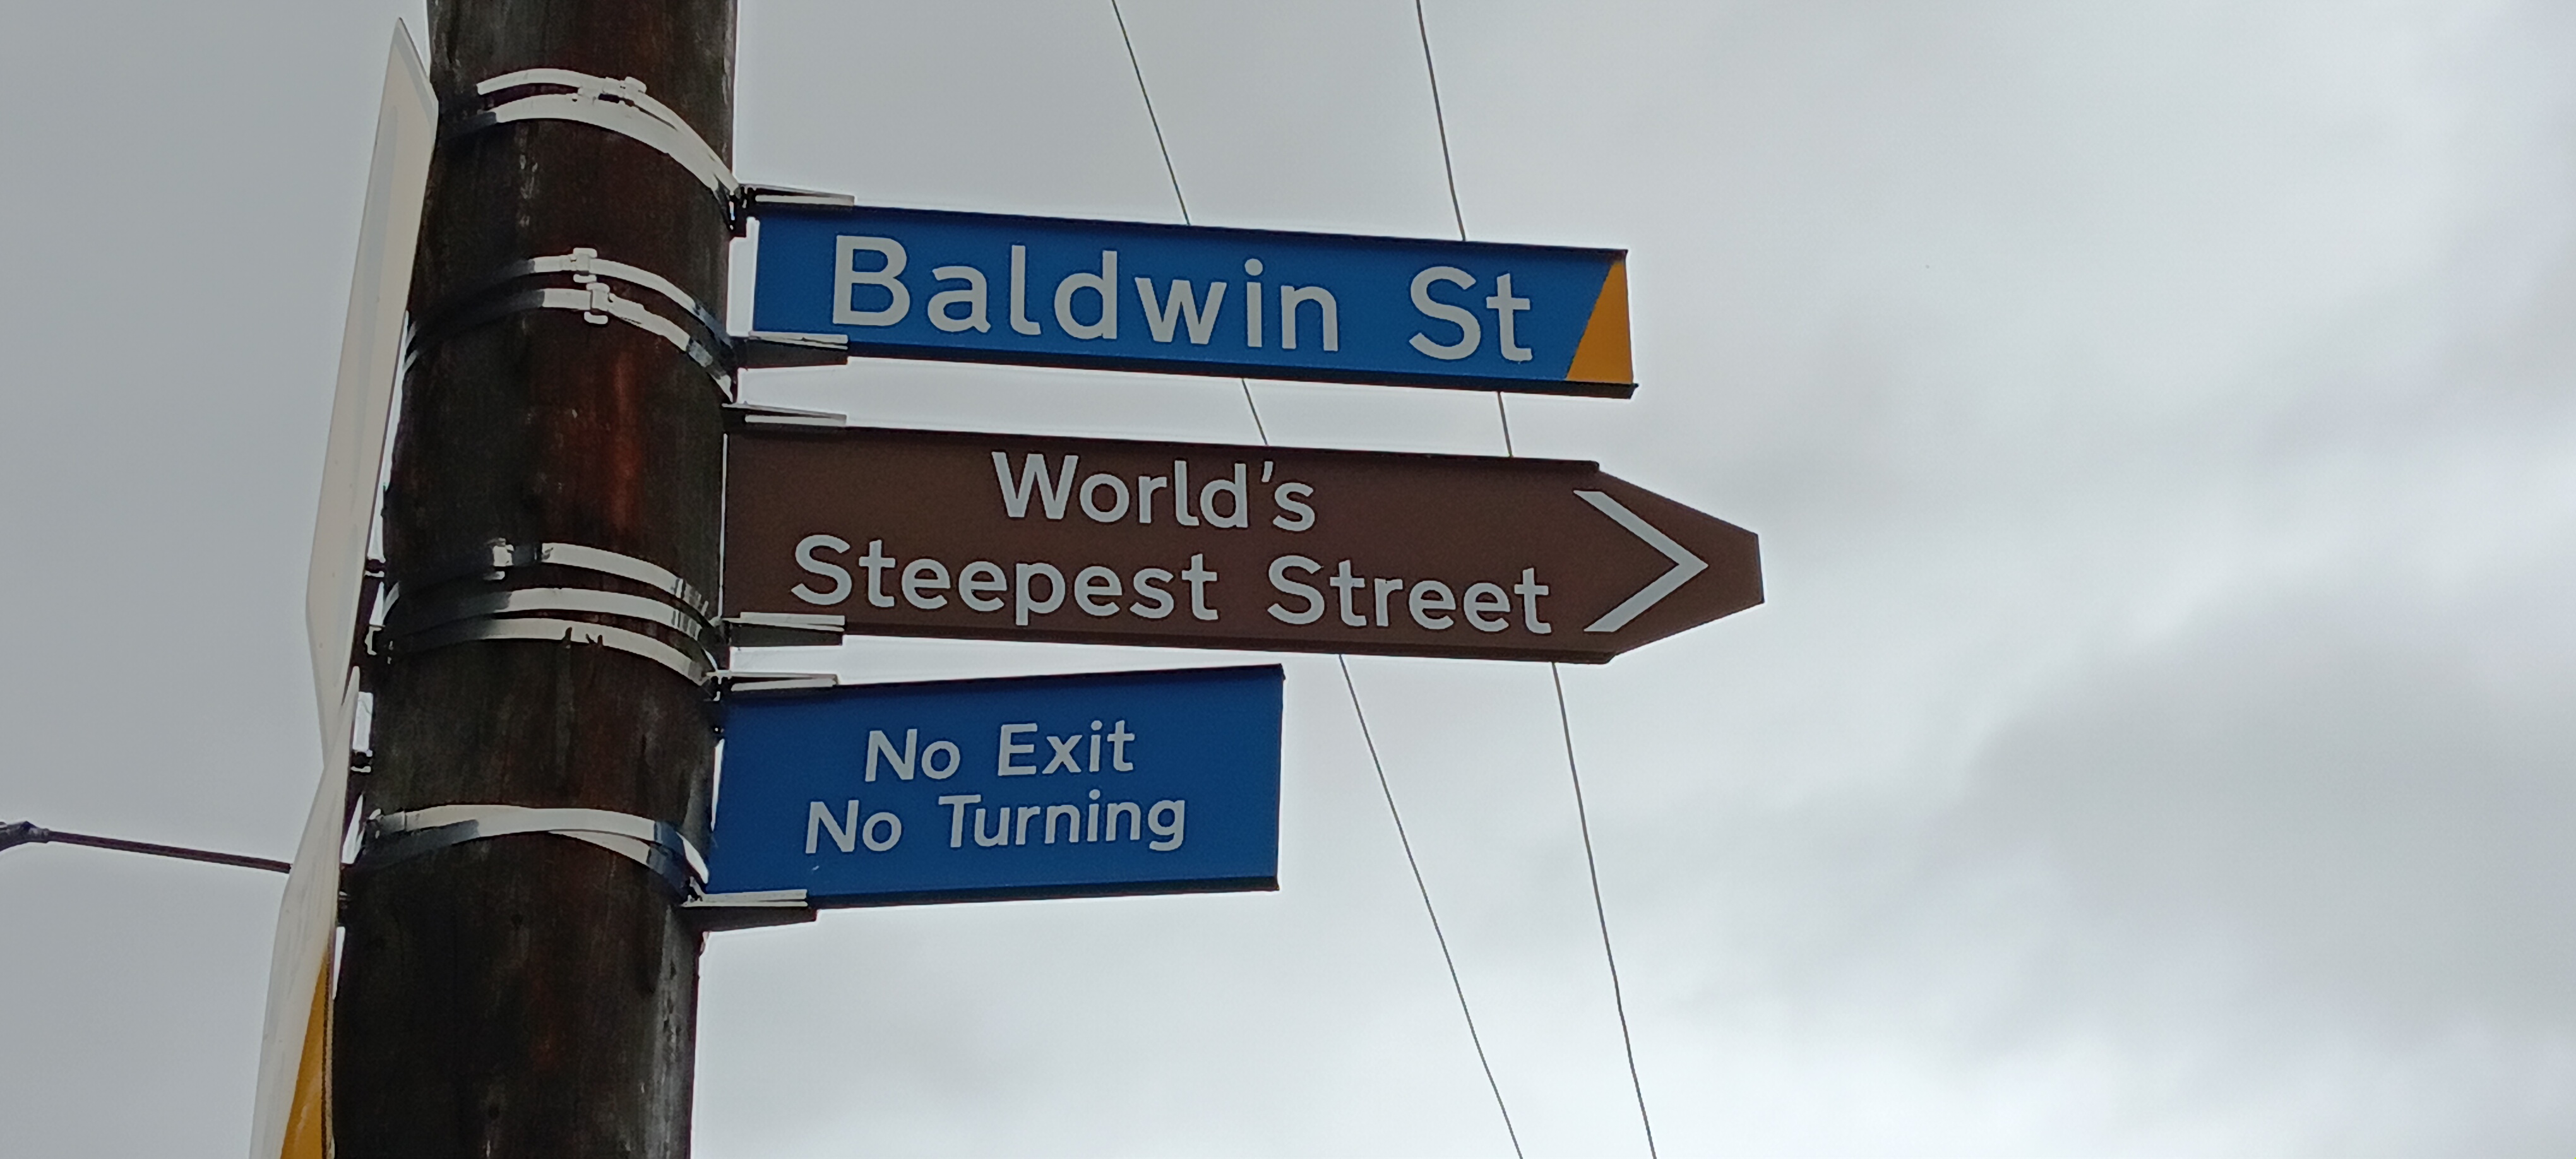 Baldwin St
World's
Steepest Street
No Exit
No Turning